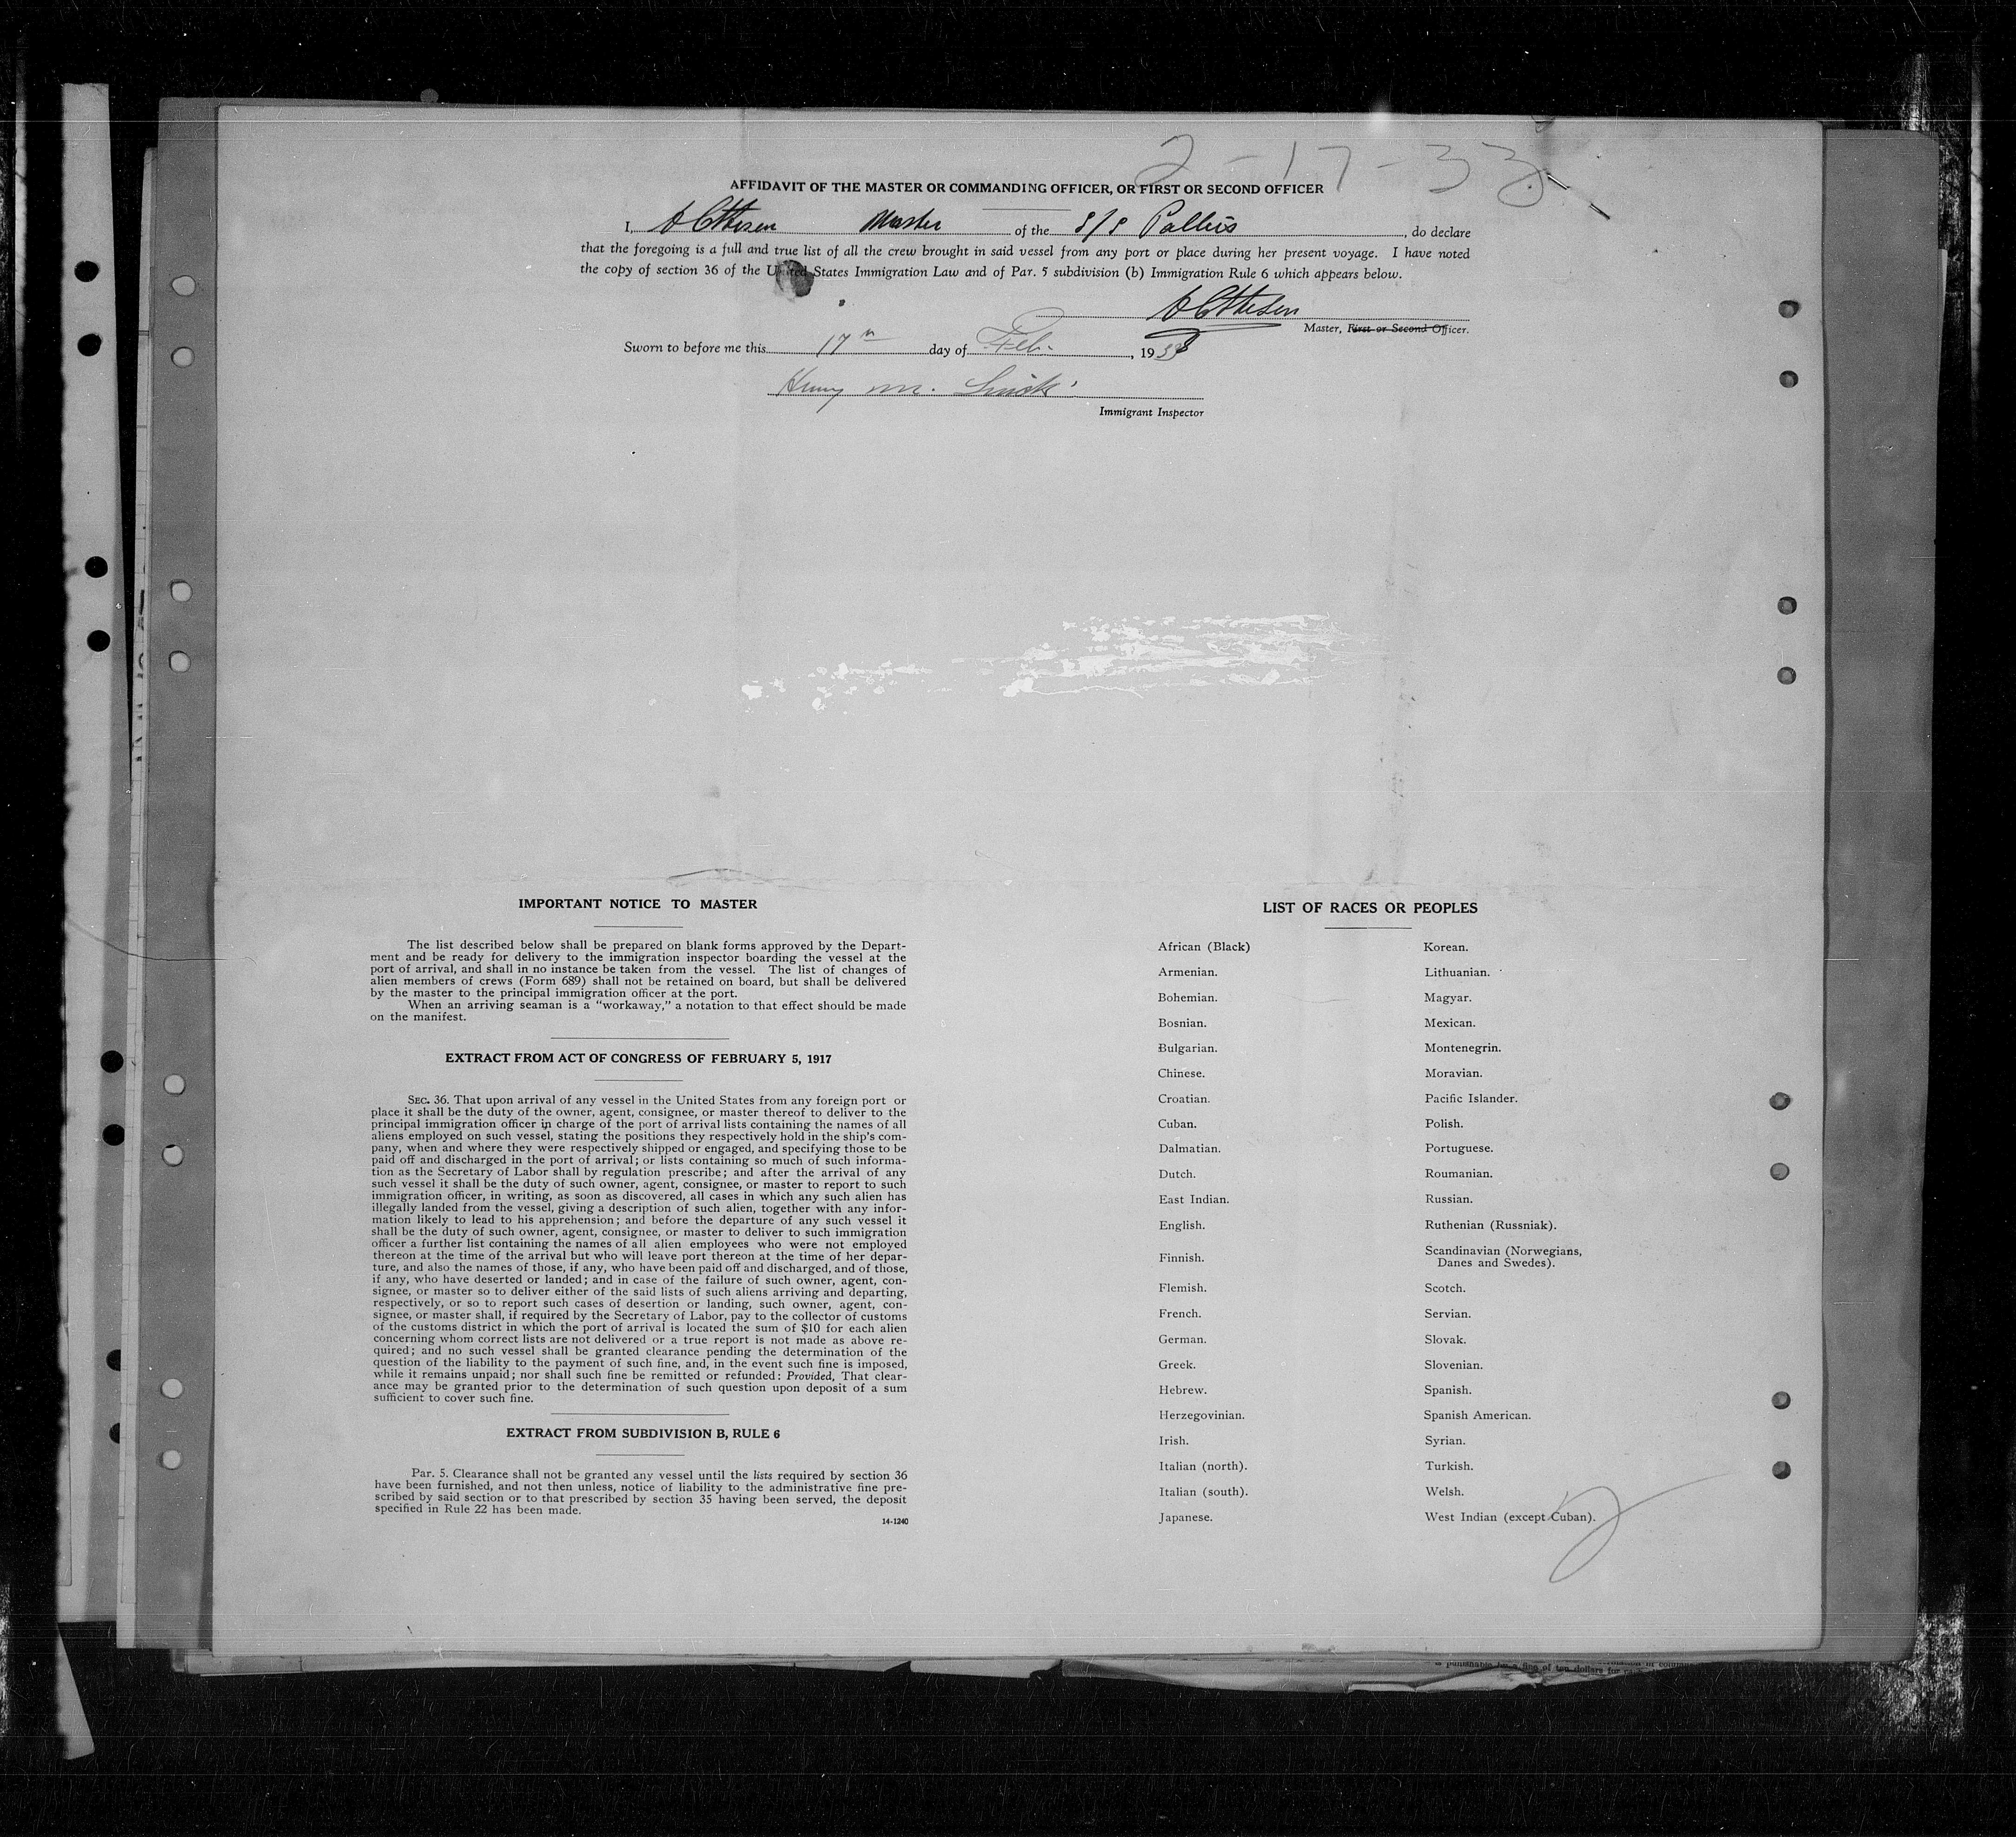 2-17-33
AFFIDAVIT OF THE MASTER OR COMMANDING OFFICER, OR FIRST OR SECOND OFFICER
I, Master of the S/S , do declare
that the foregoing is a full and true list of all the crew brought in said vessel from any port or place during her present voyage. I have noted
the copy of section 36 of the United States Immigration Law and of Par. 5 subdivision (b) Immigration Rule 6 which appears below.
Master, First or Second Officer.
Sworn to before me this 17th day of Feb. , 1933
Henry M.
Immigrant Inspector
IMPORTANT NOTICE TO MASTER
The list described below shall be prepared on blank forms approved by the Depart-
ment and be ready for delivery to the immigration inspector boarding the vessel at the
port of arrival, and shall in no instance be taken from the vessel. The list of changes of
alien members of crews (Form 689) shall not be retained on board, but shall be delivered
by the master to the principal immigration officer at the port.
When an arriving seaman is a “workaway,” a notation to that effect should be made
on the manifest.
EXTRACT FROM ACT OF CONGRESS OF FEBRUARY 5, 1917
SEC. 36. That upon arrival of any vessel in the United States from any foreign port or
place it shall be the duty of the owner, agent, consignee, or master thereof to deliver to the
principal immigration officer in charge of the port of arrival lists containing the names of all
aliens employed on such vessel, stating the positions they respectively hold in the ship's com-
pany, when and where they were respectively shipped or engaged, and specifying those to be
paid off and discharged in the port of arrival; or lists containing so much of such informa-
tion as the Secretary of Labor shall by regulation prescribe; and after the arrival of any
such vessel it shall be the duty of such owner, agent, consignee, or master to report to such
immigration officer, in writing, as soon as discovered, all cases in which any such alien has
illegally landed from the vessel, giving a description of such alien, together with any infor-
mation likely to lead to his apprehension; and before the departure of any such vessel it
shall be the duty of such owner, agent, consignee, or master to deliver to such immigration
officer a further list containing the names of all alien employees who were not employed
thereon at the time of the arrival but who will leave port thereon at the time of her depar-
ture, and also the names of those, if any, who have been paid off and discharged, and of those,
if any, who have deserted or landed; and in case of the failure of such owner, agent, con-
signee, or master so to deliver either of the said lists of such aliens arriving and departing,
respectively, or so to report such cases of desertion or landing, such owner, agent, con-
signee, or master shall, if required by the Secretary of Labor, pay to the collector of customs
of the customs district in which the port of arrival is located the sum of $10 for each alien
concerning whom correct lists are not delivered or a true report is not made as above re-
quired; and no such vessel shall be granted clearance pending the determination of the
question of the liability to the payment of such fine, and, in the event such fine is imposed,
while it remains unpaid; nor shall such fine be remitted or refunded: Provided, That clear-
ance may be granted prior to the determination of such question upon deposit of a sum
sufficient to cover such fine.
EXTRACT FROM SUBDIVISION B, RULE 6
Par. 5. Clearance shall not be granted any vessel until the lists required by section 36
have been furnished, and not then unless, notice of liability to the administrative fine pre-
scribed by said section or to that prescribed by section 35 having been served, the deposit
specified in Rule 22 has been made.
14-1240
LIST OF RACES OR PEOPLES
African (Black)
Armenian.
Bohemian.
Bosnian.
Bulgarian.
Chinese.
Croatian.
Cuban.
Dalmatian.
Dutch.
East Indian.
English.
Finnish.
Flemish.
French.
German.
Greek.
Hebrew.
Herzegovinian.
Irish.
Italian (north).
Italian (south).
Japanese.
Korean.
Lithuanian.
Magyar.
Mexican.
Montenegrin.
Moravian.
Pacific Islander.
Polish.
Portuguese.
Roumanian.
Russian.
Ruthenian (Russniak).
Scandinavian (Norwegians,
Danes and Swedes).
Scotch.
Servian.
Slovak.
Slovenian.
Spanish.
Spanish American.
Syrian.
Turkish.
Welsh.
West Indian (except Cuban).